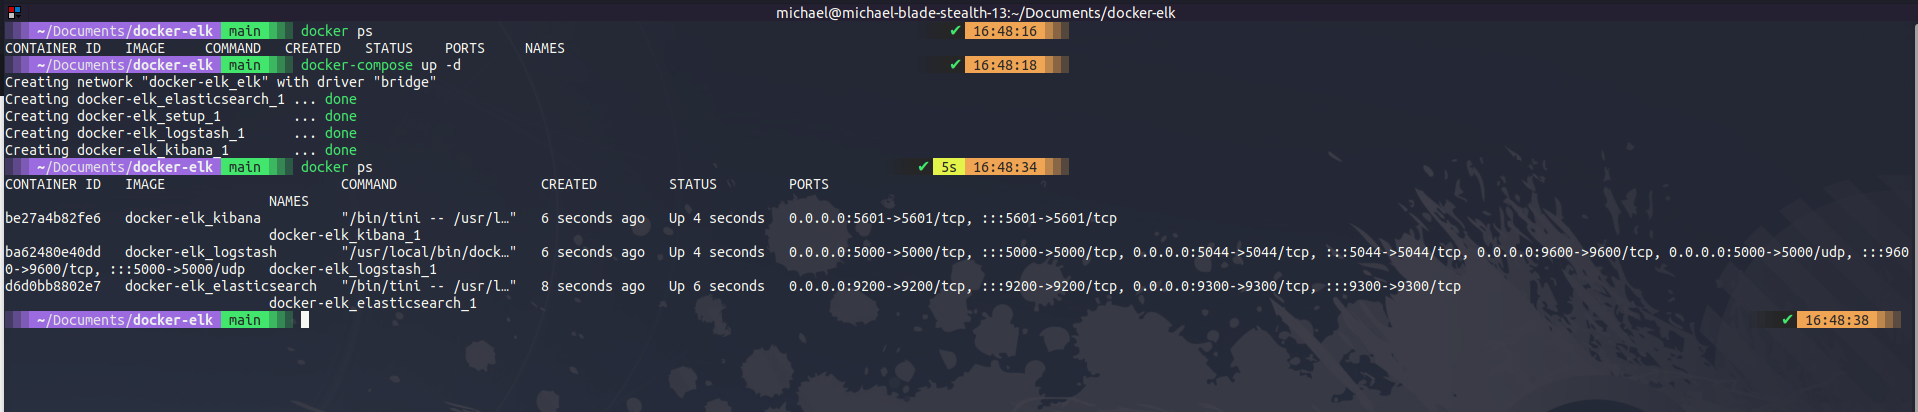 michael@michael-blade-stealth-13:~/Documents/docker-elk
~/Documents/docker-elk main docker ps ✔ 16:48:16
CONTAINER ID IMAGE COMMAND CREATED STATUS PORTS NAMES
~/Documents/docker-elk main docker-compose up -d ✔ 16:48:18
Creating network "docker-elk_elk" with driver "bridge"
Creating docker-elk_elasticsearch_1 ... done
Creating docker-elk_setup_1 ... done
Creating docker-elk_logstash_1 ... done
Creating docker-elk_kibana_1 ... done
~/Documents/docker-elk main docker ps ✔ 5s 16:48:34
CONTAINER ID IMAGE COMMAND CREATED STATUS PORTS
NAMES
be27a4b82fe6 docker-elk_kibana "/bin/tini -- /usr/l…" 6 seconds ago Up 4 seconds 0.0.0.0:5601->5601/tcp, :::5601->5601/tcp
docker-elk_kibana_1
ba62480e40dd docker-elk_logstash "/usr/local/bin/dock…" 6 seconds ago Up 4 seconds 0.0.0.0:5000->5000/tcp, :::5000->5000/tcp, 0.0.0.0:5044->5044/tcp, :::5044->5044/tcp, 0.0.0.0:9600->9600/tcp, 0.0.0.0:5000->5000/udp, :::960
0->9600/tcp, :::5000->5000/udp docker-elk_logstash_1
d6d0bb8802e7 docker-elk_elasticsearch "/bin/tini -- /usr/l…" 8 seconds ago Up 6 seconds 0.0.0.0:9200->9200/tcp, :::9200->9200/tcp, 0.0.0.0:9300->9300/tcp, :::9300->9300/tcp
docker-elk_elasticsearch_1
~/Documents/docker-elk main ✔ 16:48:38